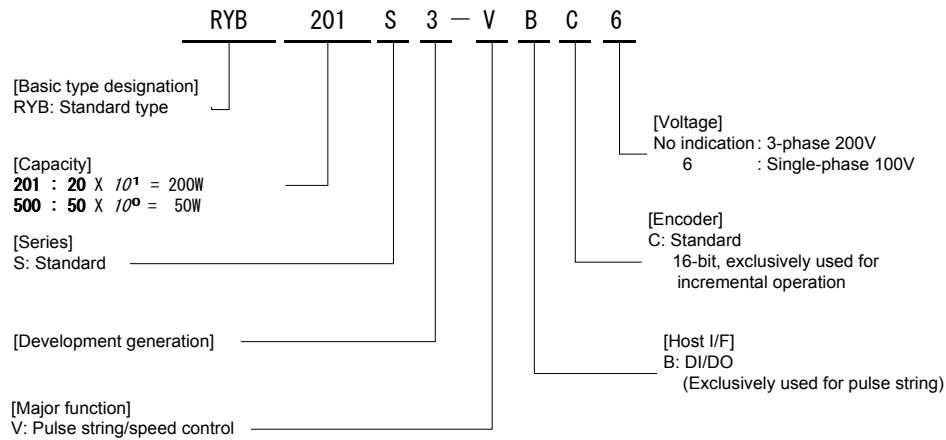 RYB 201 S 3 — V B C 6
[Basic type designation]
RYB: Standard type
[Capacity]
201 : 20 X 10¹ = 200W
500 : 50 X 10⁰ = 50W
[Series]
S: Standard
[Development generation]
[Major function]
V: Pulse string/speed control
[Voltage]
No indication : 3-phase 200V
6 : Single-phase 100V
[Encoder]
C: Standard
16-bit, exclusively used for
incremental operation
[Host I/F]
B: DI/DO
(Exclusively used for pulse string)